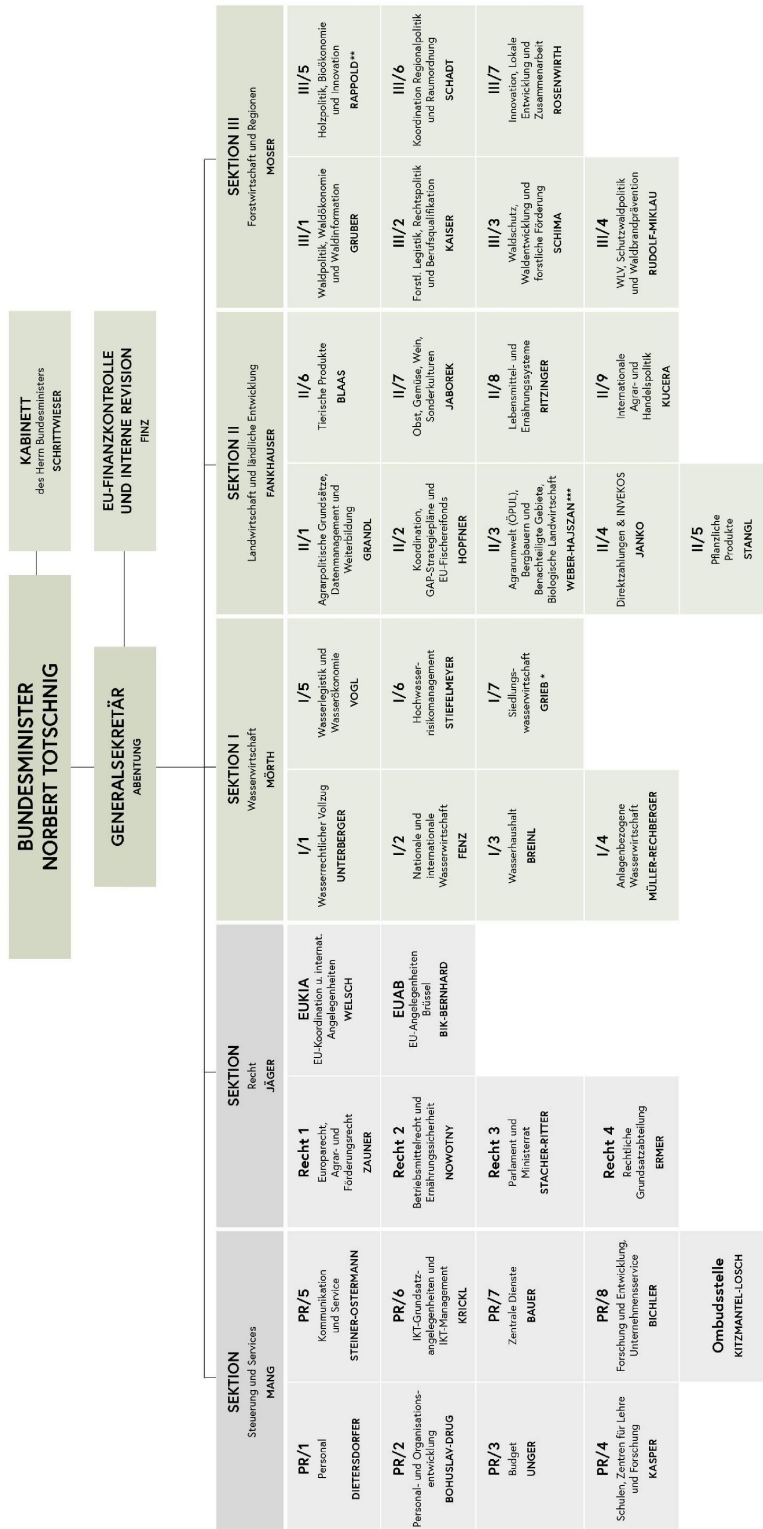 BUNDESMINISTER
NORBERT TOTSCHNIG
KABINETT
des Herrn Bundesministers
SCHRITTWIESER
GENERALSEKRETÄR
ABENTUNG
EU-FINANZKONTROLLE
UND INTERNE REVISION
FINZ
SEKTION
Steuerung und Services
MANG
PR/1
Personal
DIETERSDORFER
PR/2
Personal- und Organisations-
entwicklung
BOHUSLAV-DRUG
PR/3
Budget
UNGER
PR/4
Schulen, Zentren für Lehre
und Forschung
KASPER
PR/5
Kommunikation
und Service
STEINER-OSTERMANN
PR/6
IKT-Grundsatz-
angelegenheiten und
IKT-Management
KRICKL
PR/7
Zentrale Dienste
BAUER
PR/8
Forschung und Entwicklung,
Unternehmensservice
BICHLER
Ombudsstelle
KITZMANTEL-LOSCH
SEKTION
Recht
JÄGER
Recht 1
Europarecht,
Agrar- und
Förderungsrecht
ZAUNER
Recht 2
Betriebsmittelrecht und
Ernährungssicherheit
NOWOTNY
Recht 3
Parlament und
Ministerrat
STACHER-RITTER
Recht 4
Rechtliche
Grundsatzabteilung
ERMER
EUKIA
EU-Koordination u. internat.
Angelegenheiten
WELSCH
EUAB
EU-Angelegenheiten
Brüssel
BIK-BERNHARD
SEKTION I
Wasserwirtschaft
MÖRTH
I/1
Wasserrechtlicher Vollzug
UNTERBERGER
I/2
Nationale und
internationale
Wasserwirtschaft
FENZ
I/3
Wasserhaushalt
BREINL
I/4
Anlagenbezogene
Wasserwirtschaft
MÜLLER-RECHBERGER
I/5
Wasserlegistik und
Wasserökonomie
VOGL
I/6
Hochwasser-
risikomanagement
STIEFELMEYER
I/7
Siedlungs-
wasserwirtschaft
GRIEB *
SEKTION II
Landwirtschaft und ländliche Entwicklung
FANKHAUSER
II/1
Agrarpolitische Grundsätze,
Datenmanagement und
Weiterbildung
GRANDL
II/2
Koordination,
GAP-Strategiepläne und
EU-Fischereifonds
HOPFNER
II/3
Agrarumwelt (ÖPUL),
Bergbauern und
Benachteiligte Gebiete,
Biologische Landwirtschaft
WEBER-HAJSZAN ***
II/4
Direktzahlungen & INVEKOS
JANKO
II/5
Pflanzliche
Produkte
STANGL
II/6
Tierische Produkte
BLAAS
II/7
Obst, Gemüse, Wein,
Sonderkulturen
JABOREK
II/8
Lebensmittel- und
Ernährungssysteme
RITZINGER
II/9
Internationale
Agrar- und
Handelspolitik
KUCERA
SEKTION III
Forstwirtschaft und Regionen
MOSER
III/1
Waldpolitik, Waldökonomie
und Waldinformation
GRUBER
III/2
Forstl. Legistik, Rechtspolitik
und Berufsqualifikation
KAISER
III/3
Waldschutz,
Waldentwicklung und
forstliche Förderung
SCHIMA
III/4
WLV, Schutzwaldpolitik
und Waldbrandprävention
RUDOLF-MIKLAU
III/5
Holzpolitik, Bioökonomie
und Innovation
RAPPOLD **
III/6
Koordination Regionalpolitik
und Raumordnung
SCHADT
III/7
Innovation, Lokale
Entwicklung und
Zusammenarbeit
ROSENWIRTH